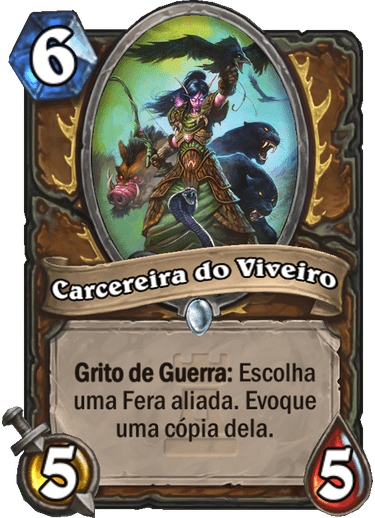 6
Carcereira do Viveiro
Grito de Guerra: Escolha
uma Fera aliada. Evoque
uma cópia dela.
5 5